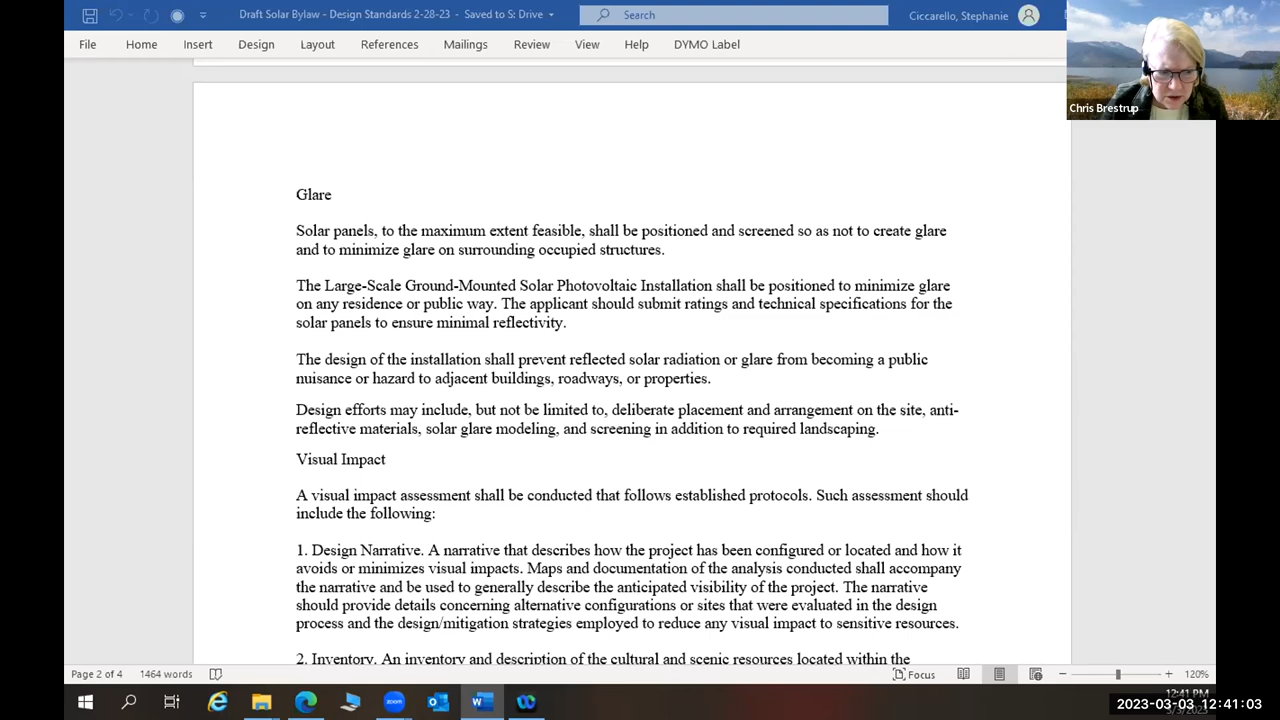 Draft Solar Bylaw - Design Standards 2-28-23 - Saved to S: Drive
Search
Ciccarello, Stephanie
File Home Insert Design Layout References Mailings Review View Help DYMO Label
Chris Brestrup
Glare
Solar panels, to the maximum extent feasible, shall be positioned and screened so as not to create glare
and to minimize glare on surrounding occupied structures.
The Large-Scale Ground-Mounted Solar Photovoltaic Installation shall be positioned to minimize glare
on any residence or public way. The applicant should submit ratings and technical specifications for the
solar panels to ensure minimal reflectivity.
The design of the installation shall prevent reflected solar radiation or glare from becoming a public
nuisance or hazard to adjacent buildings, roadways, or properties.
Design efforts may include, but not be limited to, deliberate placement and arrangement on the site, anti-
reflective materials, solar glare modeling, and screening in addition to required landscaping.
Visual Impact
A visual impact assessment shall be conducted that follows established protocols. Such assessment should
include the following:
1. Design Narrative. A narrative that describes how the project has been configured or located and how it
avoids or minimizes visual impacts. Maps and documentation of the analysis conducted shall accompany
the narrative and be used to generally describe the anticipated visibility of the project. The narrative
should provide details concerning alternative configurations or sites that were evaluated in the design
process and the design/mitigation strategies employed to reduce any visual impact to sensitive resources.
2. Inventory. An inventory and description of the cultural and scenic resources located within the
Page 2 of 4 1464 words Focus 120%
zoom
12:41 PM
2023-03-03 12:41:03